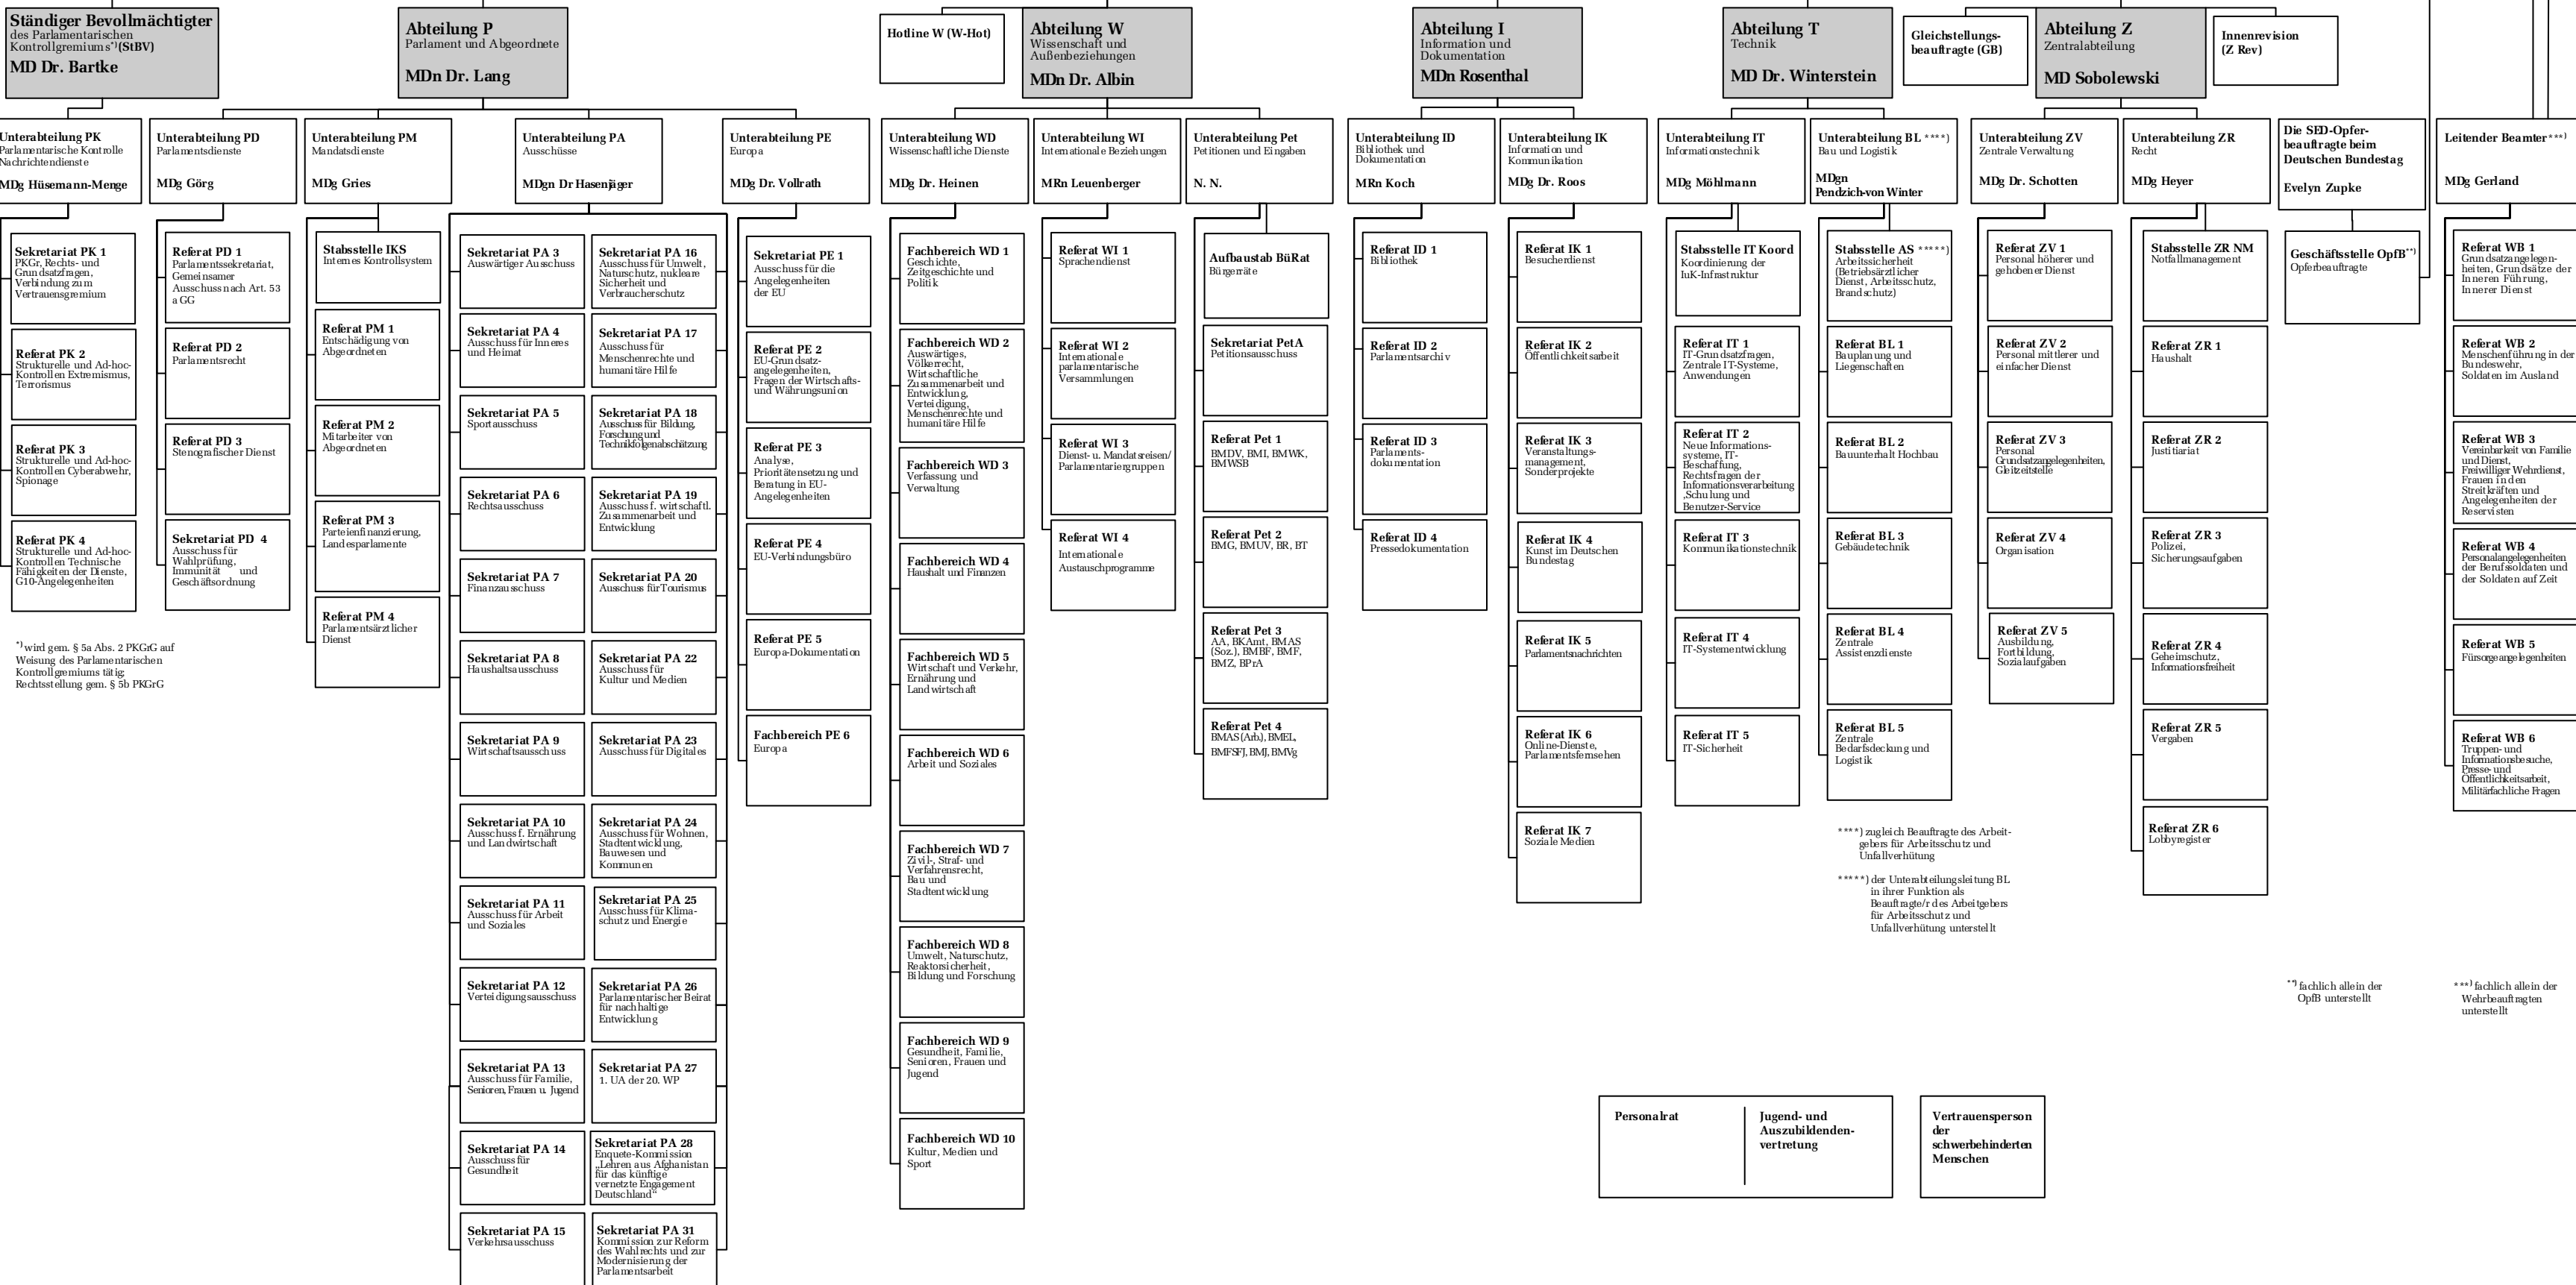 Ständiger Bevollmächtigter
des Parlamentarischen
Kontrollgremiums*) (StBV)
MD Dr. Bartke
Abteilung P
Parlament und Abgeordnete
MDn Dr. Lang
Hotline W (W-Hot)
Abteilung W
Wissenschaft und
Außenbeziehungen
MDn Dr. Albin
Abteilung I
Information und
Dokumentation
MDn Rosenthal
Abteilung T
Technik
MD Dr. Winterstein
Gleichstellungs-
beauftragte (GB)
Abteilung Z
Zentralabteilung
MD Sobolewski
Innenrevision
(Z Rev)
Unterabteilung PK
Parlamentarische Kontrolle
Nachrichtendienste
MDg Hüsemann-Menge
Unterabteilung PD
Parlamentsdienste
MDg Görg
Unterabteilung PM
Mandatsdienste
MDg Gries
Unterabteilung PA
Ausschüsse
MDgn Dr Hasenjäger
Unterabteilung PE
Europa
MDg Dr. Vollrath
Unterabteilung WD
Wissenschaftliche Dienste
MDg Dr. Heinen
Unterabteilung WI
Internationale Beziehungen
MRn Leuenberger
Unterabteilung Pet
Petitionen und Eingaben
N. N.
Unterabteilung ID
Bibliothek und
Dokumentation
MRn Koch
Unterabteilung IK
Information und
Kommunikation
MDg Dr. Roos
Unterabteilung IT
Informationstechnik
MDg Möhlmann
Unterabteilung BL ****)
Bau und Logistik
MDgn
Pendzich-von Winter
Unterabteilung ZV
Zentrale Verwaltung
MDg Dr. Schotten
Unterabteilung ZR
Recht
MDg Heyer
Die SED-Opfer-
beauftragte beim
Deutschen Bundestag
Evelyn Zupke
Leitender Beamter***)
MDg Gerland
Sekretariat PK 1
PKGr, Rechts- und
Grundsatzfragen,
Verbindung zum
Vertrauensgremium
Referat PK 2
Strukturelle und Ad-hoc-
Kontrollen Extremismus,
Terrorismus
Referat PK 3
Strukturelle und Ad-hoc-
Kontrollen Cyberabwehr,
Spionage
Referat PK 4
Strukturelle und Ad-hoc-
Kontrollen Technische
Fähigkeiten der Dienste,
G10-Angelegenheiten
*) wird gem. § 5a Abs. 2 PKGrG auf
Weisung des Parlamentarischen
Kontrollgremiums tätig;
Rechtsstellung gem. § 5b PKGrG
Referat PD 1
Parlamentssekretariat,
Gemeinsamer
Ausschuss nach Art. 53
a GG
Referat PD 2
Parlamentsrecht
Referat PD 3
Stenografischer Dienst
Sekretariat PD 4
Ausschuss für
Wahlprüfung,
Immunität und
Geschäftsordnung
Stabsstelle IKS
Internes Kontrollsystem
Referat PM 1
Entschädigung von
Abgeordneten
Referat PM 2
Mitarbeiter von
Abgeordneten
Referat PM 3
Parteienfinanzierung,
Landesparlamente
Referat PM 4
Parlamentsärztlicher
Dienst
Sekretariat PA 3
Auswärtiger Ausschuss
Sekretariat PA 4
Ausschuss für Inneres
und Heimat
Sekretariat PA 5
Sportausschuss
Sekretariat PA 6
Rechtsausschuss
Sekretariat PA 7
Finanzausschuss
Sekretariat PA 8
Haushaltsausschuss
Sekretariat PA 9
Wirtschaftsausschuss
Sekretariat PA 10
Ausschuss f. Ernährung
und Landwirtschaft
Sekretariat PA 11
Ausschuss für Arbeit
und Soziales
Sekretariat PA 12
Verteidigungsausschuss
Sekretariat PA 13
Ausschuss für Familie,
Senioren, Frauen u. Jugend
Sekretariat PA 14
Ausschuss für
Gesundheit
Sekretariat PA 15
Verkehrsausschuss
Sekretariat PA 16
Ausschuss für Umwelt,
Naturschutz, nukleare
Sicherheit und
Verbraucherschutz
Sekretariat PA 17
Ausschuss für
Menschenrechte und
humanitäre Hilfe
Sekretariat PA 18
Ausschuss für Bildung,
Forschung und
Technikfolgenabschätzung
Sekretariat PA 19
Ausschuss f. wirtschaftl.
Zusammenarbeit und
Entwicklung
Sekretariat PA 20
Ausschuss für Tourismus
Sekretariat PA 22
Ausschuss für
Kultur und Medien
Sekretariat PA 23
Ausschuss für Digitales
Sekretariat PA 24
Ausschuss für Wohnen,
Stadtentwicklung,
Bauwesen und
Kommunen
Sekretariat PA 25
Ausschuss für Klima-
schutz und Energie
Sekretariat PA 26
Parlamentarischer Beirat
für nachhaltige
Entwicklung
Sekretariat PA 27
1. UA der 20. WP
Sekretariat PA 28
Enquete-Kommission
„Lehren aus Afghanistan
für das künftige
vernetzte Engagement
Deutschland“
Sekretariat PA 31
Kommission zur Reform
des Wahlrechts und zur
Modernisierung der
Parlamentsarbeit
Sekretariat PE 1
Ausschuss für die
Angelegenheiten
der EU
Referat PE 2
EU-Grundsatz-
angelegenheiten,
Fragen der Wirtschafts-
und Währungsunion
Referat PE 3
Analyse,
Prioritätensetzung und
Beratung in EU-
Angelegenheiten
Referat PE 4
EU-Verbindungsbüro
Referat PE 5
Europa-Dokumentation
Fachbereich PE 6
Europa
Fachbereich WD 1
Geschichte,
Zeitgeschichte und
Politik
Fachbereich WD 2
Auswärtiges,
Völkerrecht,
Wirtschaftliche
Zusammenarbeit und
Entwicklung,
Verteidigung,
Menschenrechte und
humanitäre Hilfe
Fachbereich WD 3
Verfassung und
Verwaltung
Fachbereich WD 4
Haushalt und Finanzen
Fachbereich WD 5
Wirtschaft und Verkehr,
Ernährung und
Landwirtschaft
Fachbereich WD 6
Arbeit und Soziales
Fachbereich WD 7
Zivil-, Straf- und
Verfahrensrecht,
Bau und
Stadtentwicklung
Fachbereich WD 8
Umwelt, Naturschutz,
Reaktorsicherheit,
Bildung und Forschung
Fachbereich WD 9
Gesundheit, Familie,
Senioren, Frauen und
Jugend
Fachbereich WD 10
Kultur, Medien und
Sport
Referat WI 1
Sprachendienst
Referat WI 2
Internationale
parlamentarische
Versammlungen
Referat WI 3
Dienst- u. Mandatsreisen/
Parlamentariergruppen
Referat WI 4
Internationale
Austauschprogramme
Aufbaustab BüRat
Bürgerräte
Sekretariat PetA
Petitionsausschuss
Referat Pet 1
BMDV, BMI, BMWK,
BMWSB
Referat Pet 2
BMG, BMUV, BR, BT
Referat Pet 3
AA, BKAmt, BMAS
(Soz.), BMBF, BMF,
BMZ, BPrA
Referat Pet 4
BMAS (Arb.), BMEL,
BMFSFJ, BMJ, BMVg
Referat ID 1
Bibliothek
Referat ID 2
Parlamentsarchiv
Referat ID 3
Parlaments-
dokumentation
Referat ID 4
Pressedokumentation
Referat IK 1
Besucherdienst
Referat IK 2
Öffentlichkeitsarbeit
Referat IK 3
Veranstaltungs-
management,
Sonderprojekte
Referat IK 4
Kunst im Deutschen
Bundestag
Referat IK 5
Parlamentsnachrichten
Referat IK 6
Online-Dienste,
Parlamentsfernsehen
Referat IK 7
Soziale Medien
Stabsstelle IT Koord
Koordinierung der
IuK-Infrastruktur
Referat IT 1
IT-Grundsatzfragen,
Zentrale IT-Systeme,
Anwendungen
Referat IT 2
Neue Informations-
systeme, IT-
Beschaffung,
Rechtsfragen der
Informationsverarbeitung
,Schulung und
Benutzer-Service
Referat IT 3
Kommunikationstechnik
Referat IT 4
IT-Systementwicklung
Referat IT 5
IT-Sicherheit
Stabsstelle AS *****)
Arbeitssicherheit
(Betriebsärztlicher
Dienst, Arbeitsschutz,
Brandschutz)
Referat BL 1
Bauplanung und
Liegenschaften
Referat BL 2
Bauunterhalt Hochbau
Referat BL 3
Gebäudetechnik
Referat BL 4
Zentrale
Assistenzdienste
Referat BL 5
Zentrale
Bedarfsdeckung und
Logistik
****) zugleich Beauftragte des Arbeit-
gebers für Arbeitsschutz und
Unfallverhütung
*****) der Unterabteilungsleitung BL
in ihrer Funktion als
Beauftragte/r des Arbeitgebers
für Arbeitsschutz und
Unfallverhütung unterstellt
Referat ZV 1
Personal höherer und
gehobener Dienst
Referat ZV 2
Personal mittlerer und
einfacher Dienst
Referat ZV 3
Personal
Grundsatzangelegenheiten,
Gleitzeitstelle
Referat ZV 4
Organisation
Referat ZV 5
Ausbildung,
Fortbildung,
Sozialaufgaben
Stabsstelle ZR NM
Notfallmanagement
Referat ZR 1
Haushalt
Referat ZR 2
Justitiariat
Referat ZR 3
Polizei,
Sicherungsaufgaben
Referat ZR 4
Geheimschutz,
Informationsfreiheit
Referat ZR 5
Vergaben
Referat ZR 6
Lobbyregister
Geschäftsstelle OpfB**)
Opferbeauftragte
**) fachlich allein der
OpfB unterstellt
Referat WB 1
Grundsatzangelegen-
heiten, Grundsätze der
Inneren Führung,
Innerer Dienst
Referat WB 2
Menschenführung in der
Bundeswehr,
Soldaten im Ausland
Referat WB 3
Vereinbarkeit von Familie
und Dienst,
Freiwilliger Wehrdienst,
Frauen in den
Streitkräften und
Angelegenheiten der
Reservisten
Referat WB 4
Personalangelegenheiten
der Berufssoldaten und
der Soldaten auf Zeit
Referat WB 5
Fürsorgeangelegenheiten
Referat WB 6
Truppen- und
Informationsbesuche,
Presse- und
Öffentlichkeitsarbeit,
Militärfachliche Fragen
***) fachlich allein der
Wehrbeauftragten
unterstellt
Personalrat
Jugend- und
Auszubildenden-
vertretung
Vertrauensperson
der
schwerbehinderten
Menschen